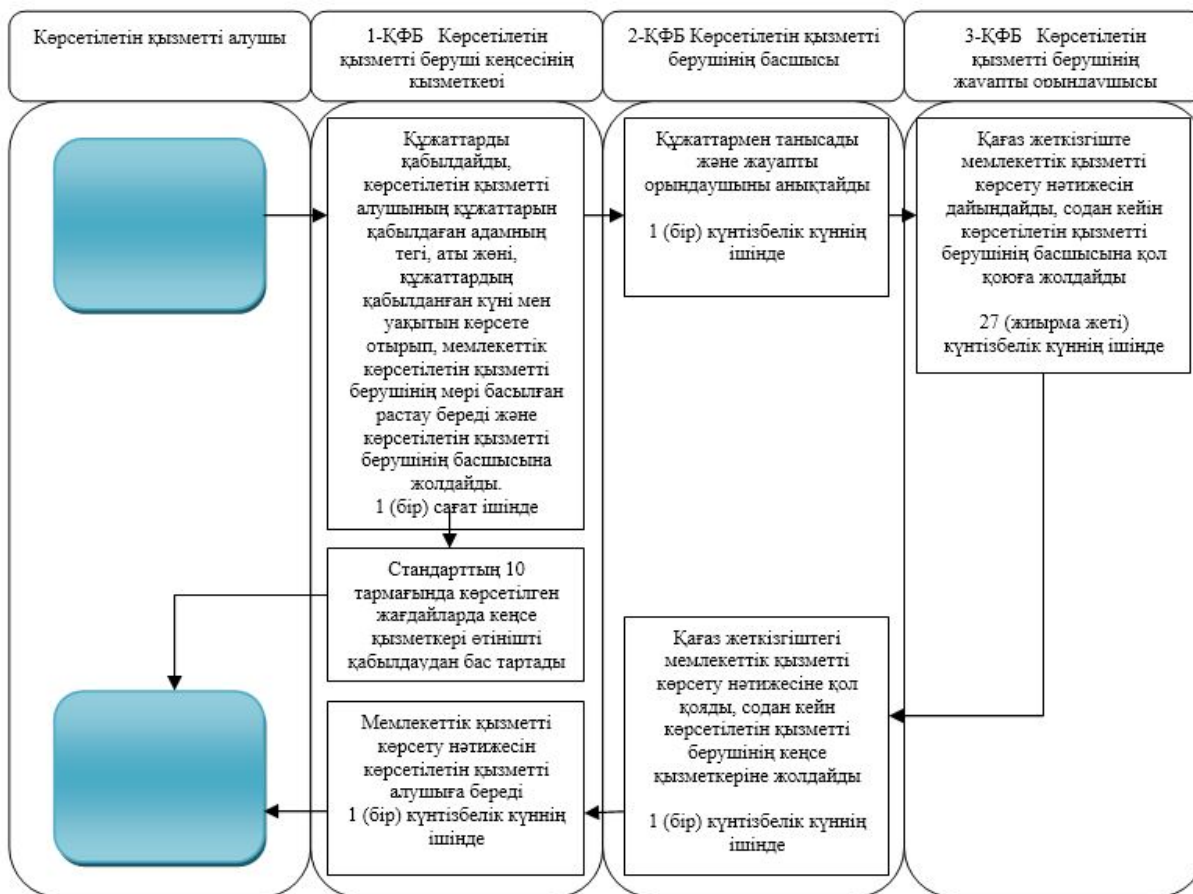 Көрсетілетін қызметті алушы
1-ҚФБ Көрсетілетін
қызметті беруші кеңсесінің
қызметкері
2-ҚФБ Көрсетілетін қызметті
берушінің басшысы
3-ҚФБ Көрсетілетін
қызметті берушінің
жауапты орындаушысы
Құжаттарды
қабылдайды,
көрсетілетін қызметті
алушының құжаттарын
қабылдаған адамның
тегі, аты жөні,
құжаттардың
қабылданған күні мен
уақытын көрсете
отырып, мемлекеттік
көрсетілетін қызметті
берушінің мөрі басылған
растау береді және
көрсетілетін қызметті
берушінің басшысына
жолдайды.
1 (бір) сағат ішінде
Құжаттармен танысады
және жауапты
орындаушыны анықтайды
1 (бір) күнтізбелік күннің
ішінде
Қағаз жеткізгіште
мемлекеттік қызметті
көрсету нәтижесін
дайындайды, содан кейін
көрсетілетін қызметті
берушінің басшысына қол
қоюға жолдайды
27 (жиырма жеті)
күнтізбелік күннің ішінде
Стандарттың 10
тармағында көрсетілген
жағдайларда кеңсе
қызметкері өтінішті
қабылдаудан бас тартады
Қағаз жеткізгіштегі
мемлекеттік қызметті
көрсету нәтижесіне қол
қояды, содан кейн
көрсетілетін қызметті
берушінің кеңсе
қызметкеріне жолдайды
1 (бір) күнтізбелік күннің
ішінде
Мемлекеттік қызметті
көрсету нәтижесін
көрсетілетін қызметті
алушыға береді
1 (бір) күнтізбелік күннің
ішінде